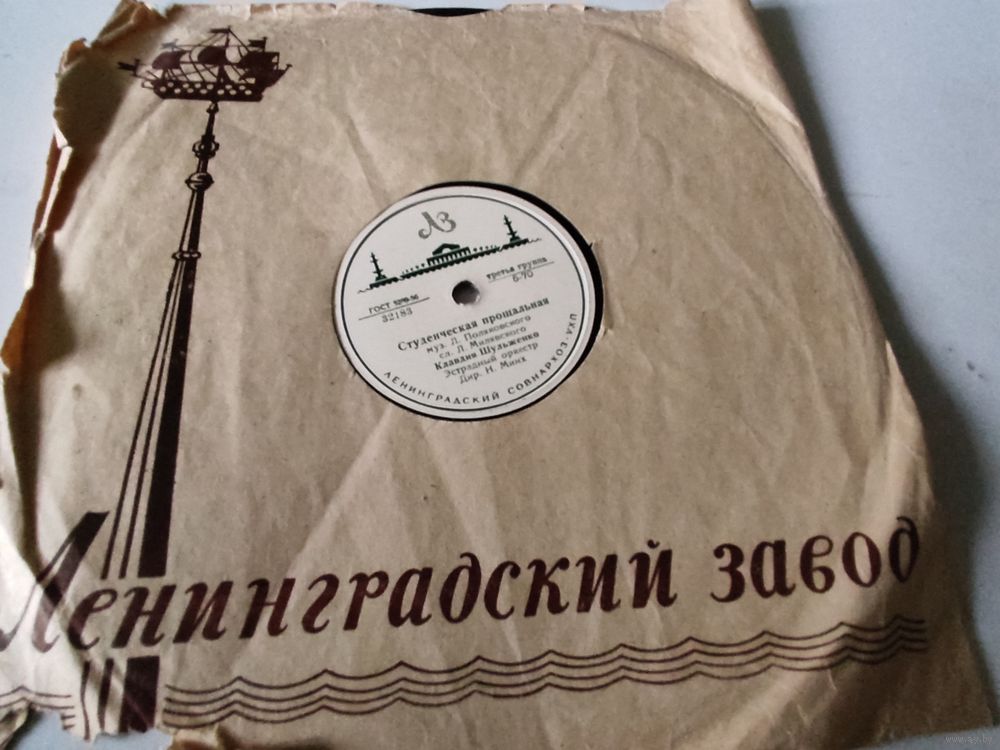 ЛЗ
ГОСТ 5289-56
32183
третья группа
6-70
Студенческая прощальная
муз. Л. Поляковского
сл. Л. Милявского
Клавдия Шульженко
Эстрадный оркестр
Дир. Н. Минх
ЛЕНИНГРАДСКИЙ СОВНАРХОЗ-УХП
Ленинградский завод